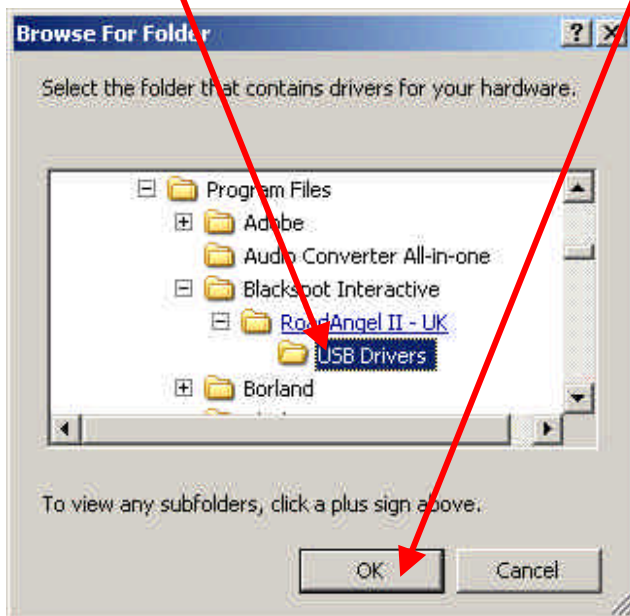 Browse For Folder
Select the folder that contains drivers for your hardware.
Program Files
Adobe
Audio Converter All-in-one
Blackspot Interactive
RoadAngel II - UK
USB Drivers
Borland
To view any subfolders, click a plus sign above.
OK Cancel